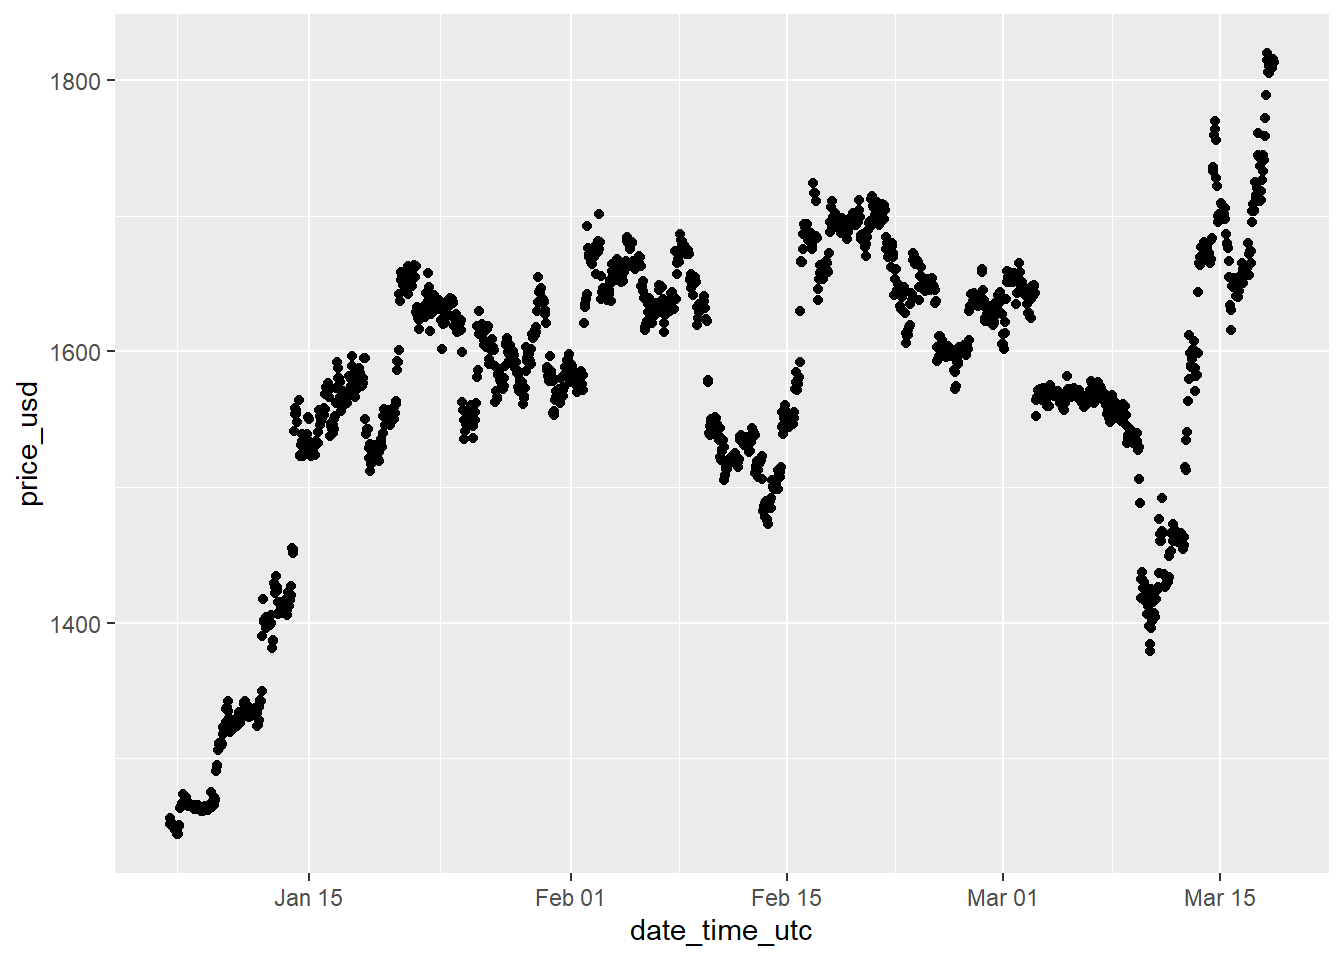 price_usd
1800
1600
1400
Jan 15
Feb 01
Feb 15
Mar 01
Mar 15
date_time_utc